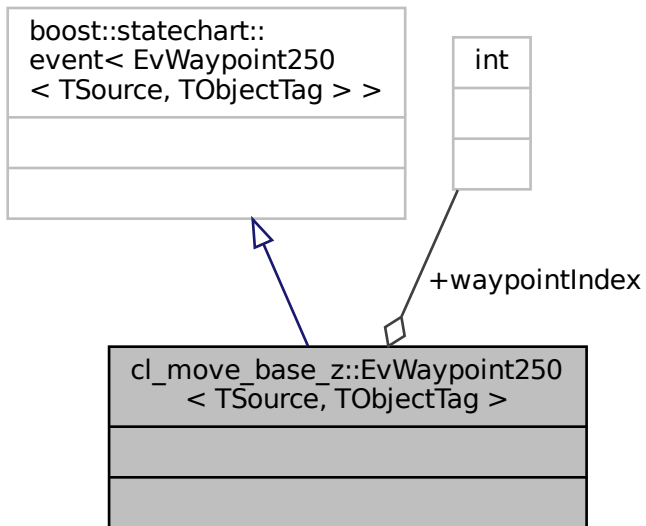 boost::statechart::
event< EvWaypoint250
< TSource, TObjectTag > >
int
+waypointIndex
cl_move_base_z::EvWaypoint250
< TSource, TObjectTag >